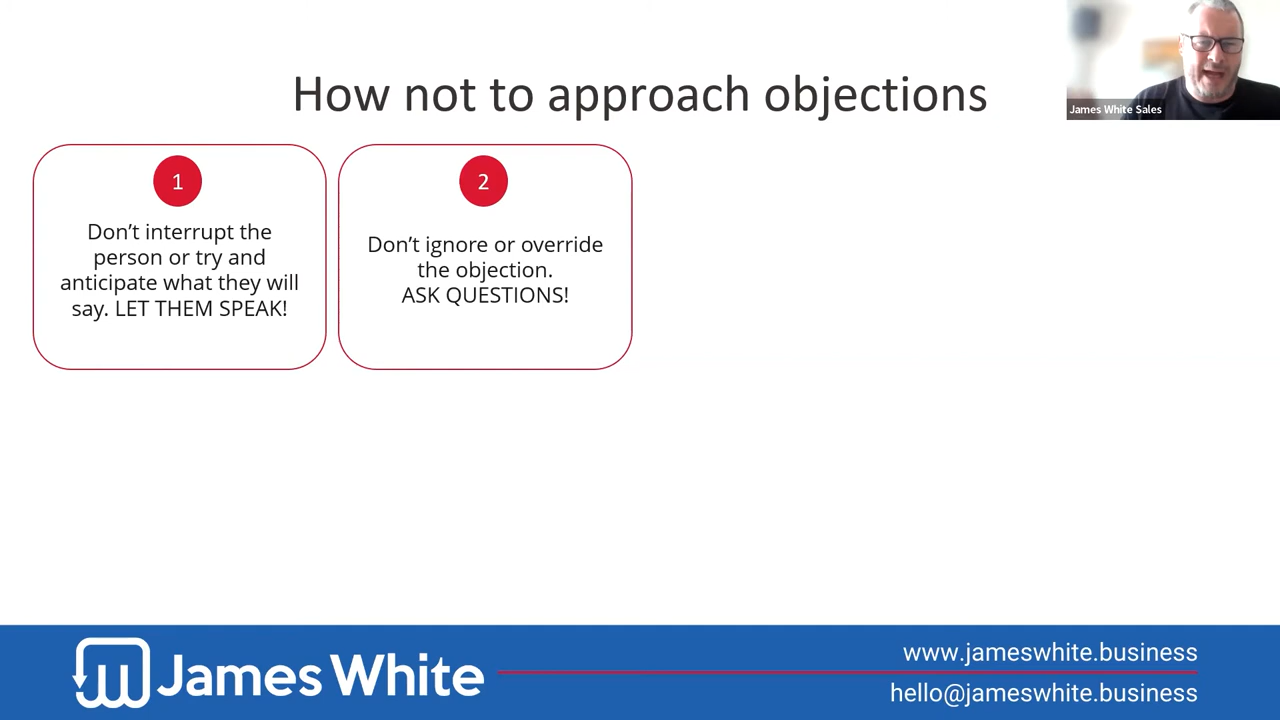 How not to approach objections
James White Sales
1
Don’t interrupt the
person or try and
anticipate what they will
say. LET THEM SPEAK!
2
Don’t ignore or override
the objection.
ASK QUESTIONS!
James White
www.jameswhite.business
hello@jameswhite.business